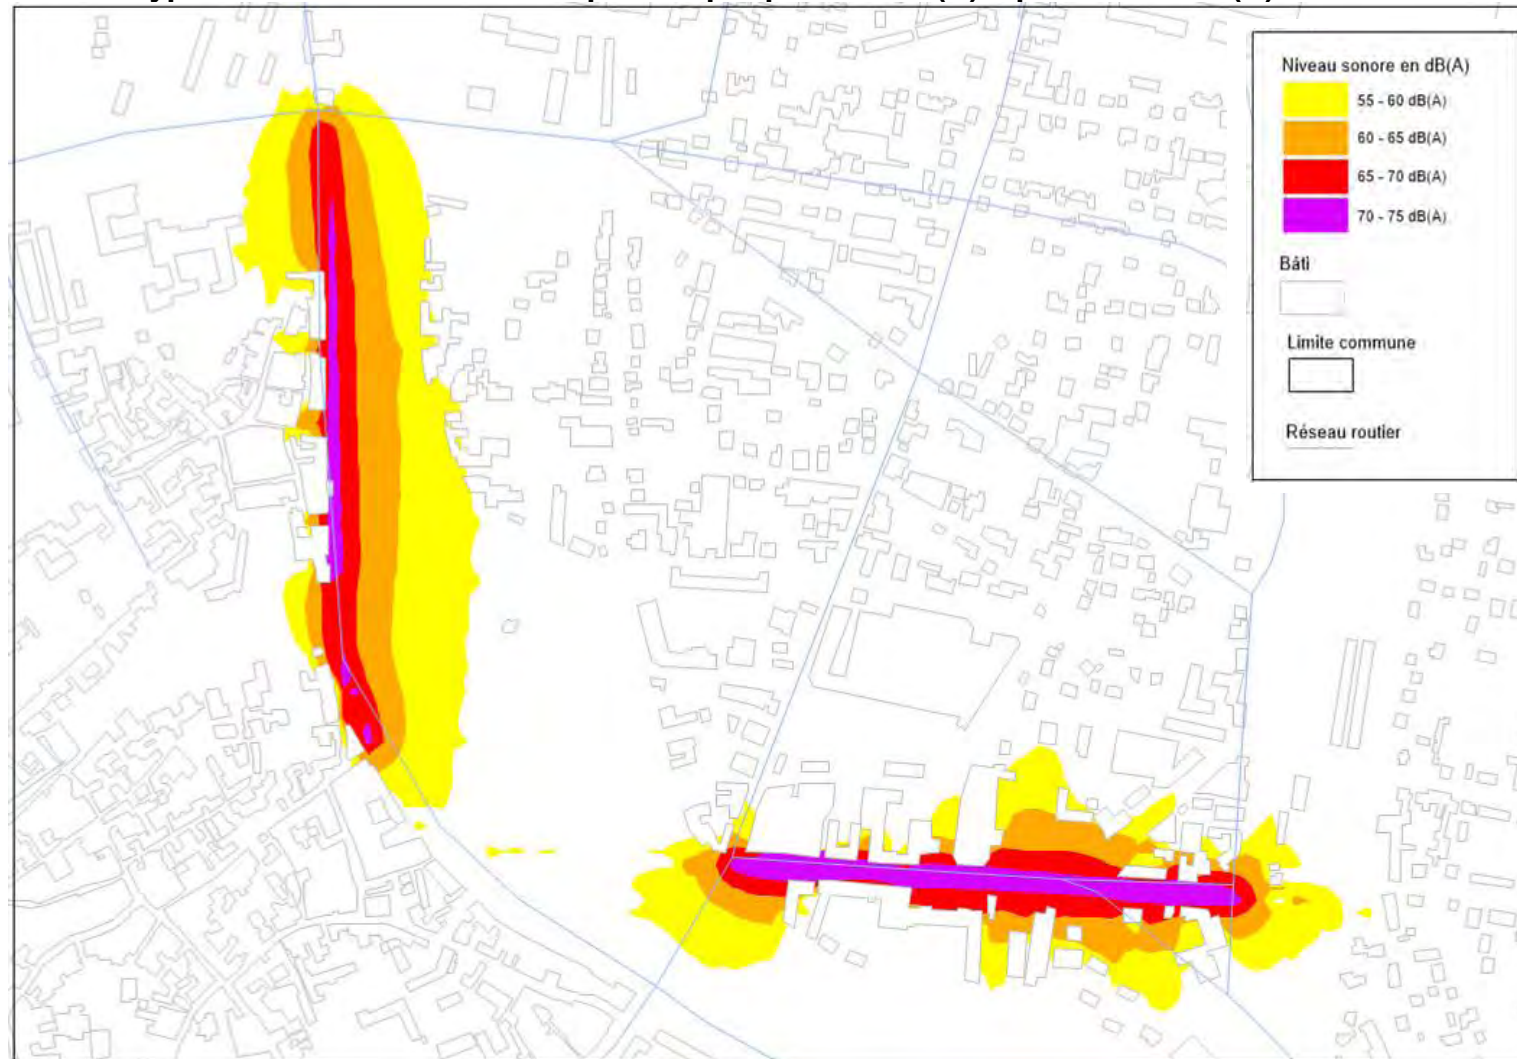 Niveau sonore en dB(A)
55 - 60 dB(A)
60 - 65 dB(A)
65 - 70 dB(A)
70 - 75 dB(A)
Bâti
Limite commune
Réseau routier